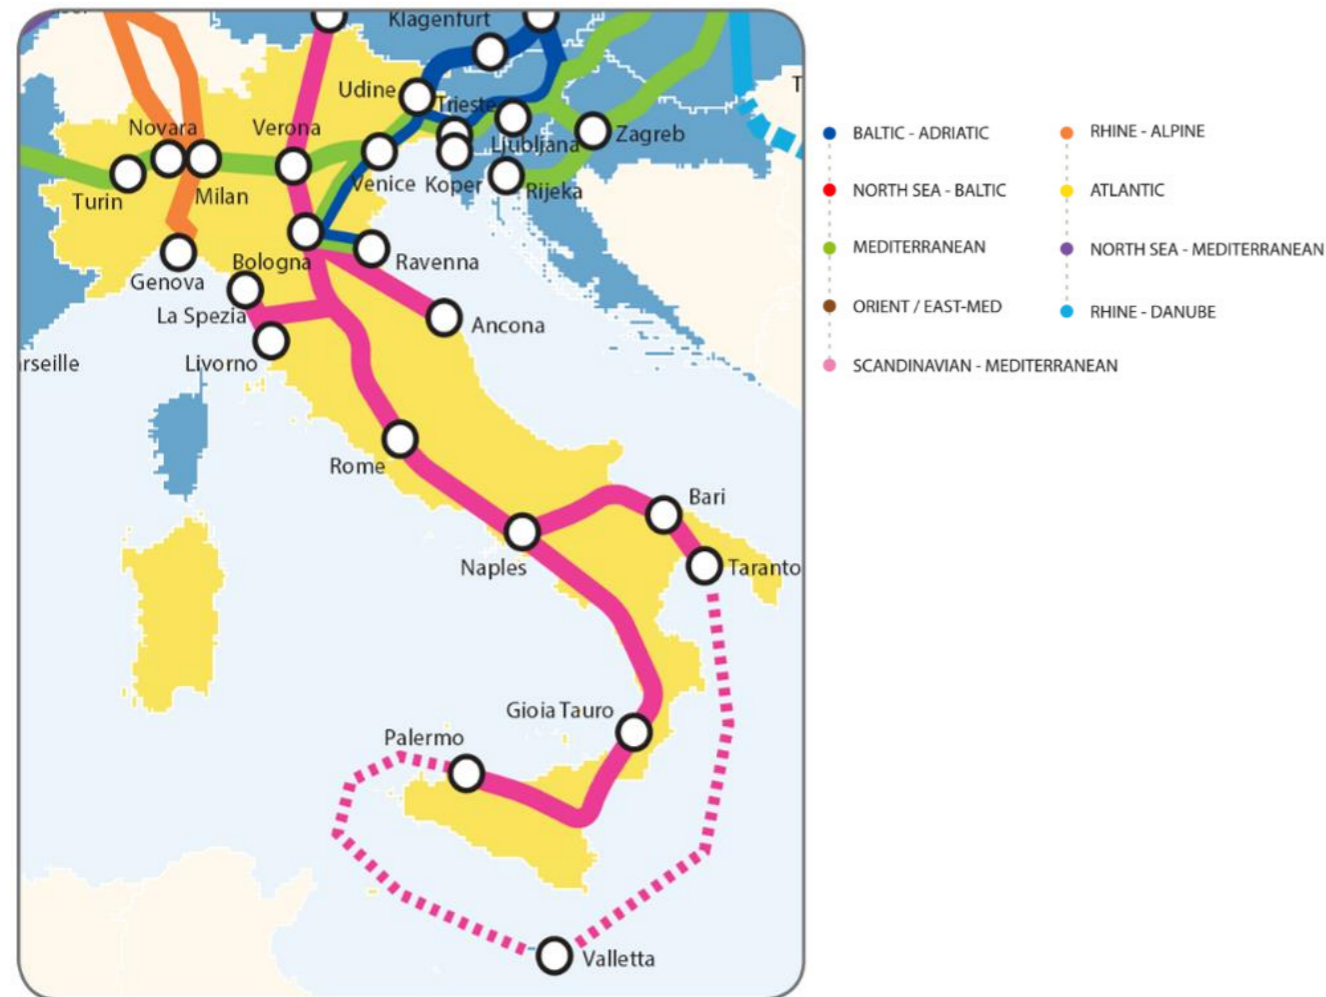 Klagenfurt
Udine
Trieste
Novara
Verona
Ljubljana
Zagreb
Venice
Koper
Rijeka
Turin
Milan
Bologna
Ravenna
Genova
La Spezia
Ancona
Livorno
rseille
Rome
Bari
Naples
Taranto
Gioia Tauro
Palermo
Valletta
T
BALTIC - ADRIATIC
NORTH SEA - BALTIC
MEDITERRANEAN
ORIENT / EAST-MED
SCANDINAVIAN - MEDITERRANEAN
RHINE - ALPINE
ATLANTIC
NORTH SEA - MEDITERRANEAN
RHINE - DANUBE